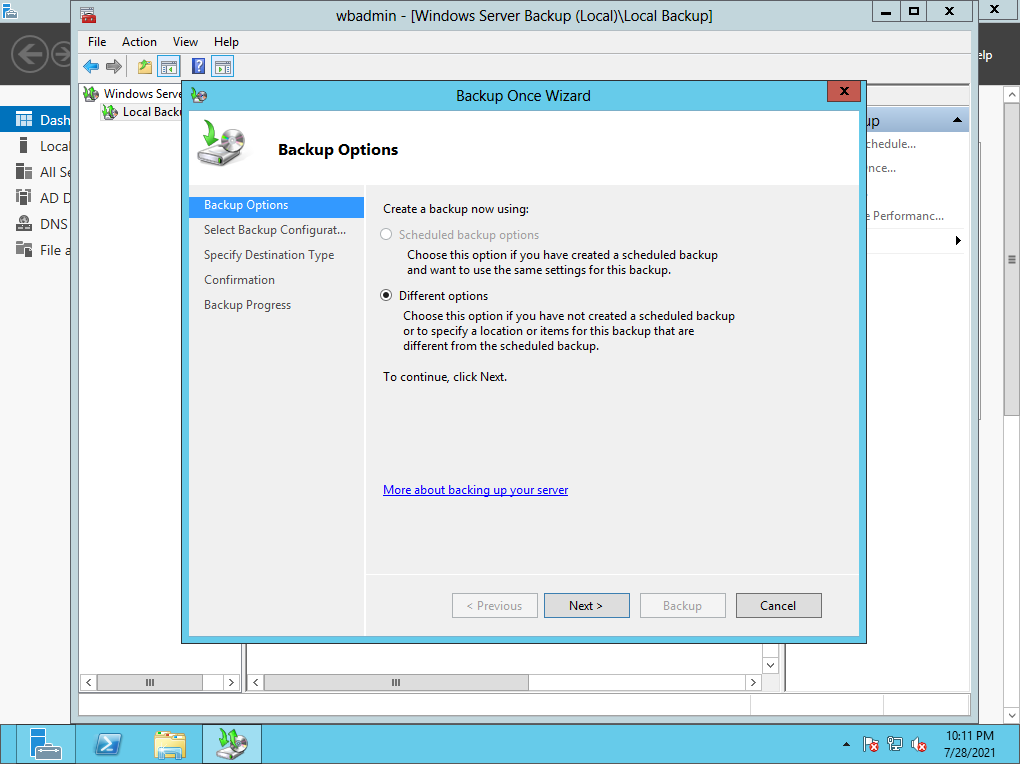 wbadmin - [Windows Server Backup (Local)\Local Backup]
File Action View Help
elp
Windows Serve
Local Backu
Dash
Local
All Se
AD D
DNS
File a
Backup Once Wizard
Backup Options
Backup Options
Select Backup Configurat...
Specify Destination Type
Confirmation
Backup Progress
Create a backup now using:
Scheduled backup options
Choose this option if you have created a scheduled backup
and want to use the same settings for this backup.
Different options
Choose this option if you have not created a scheduled backup
or to specify a location or items for this backup that are
different from the scheduled backup.
To continue, click Next.
More about backing up your server
< Previous
Next >
Backup
Cancel
up
chedule...
nce...
e Performanc...
10:11 PM
7/28/2021